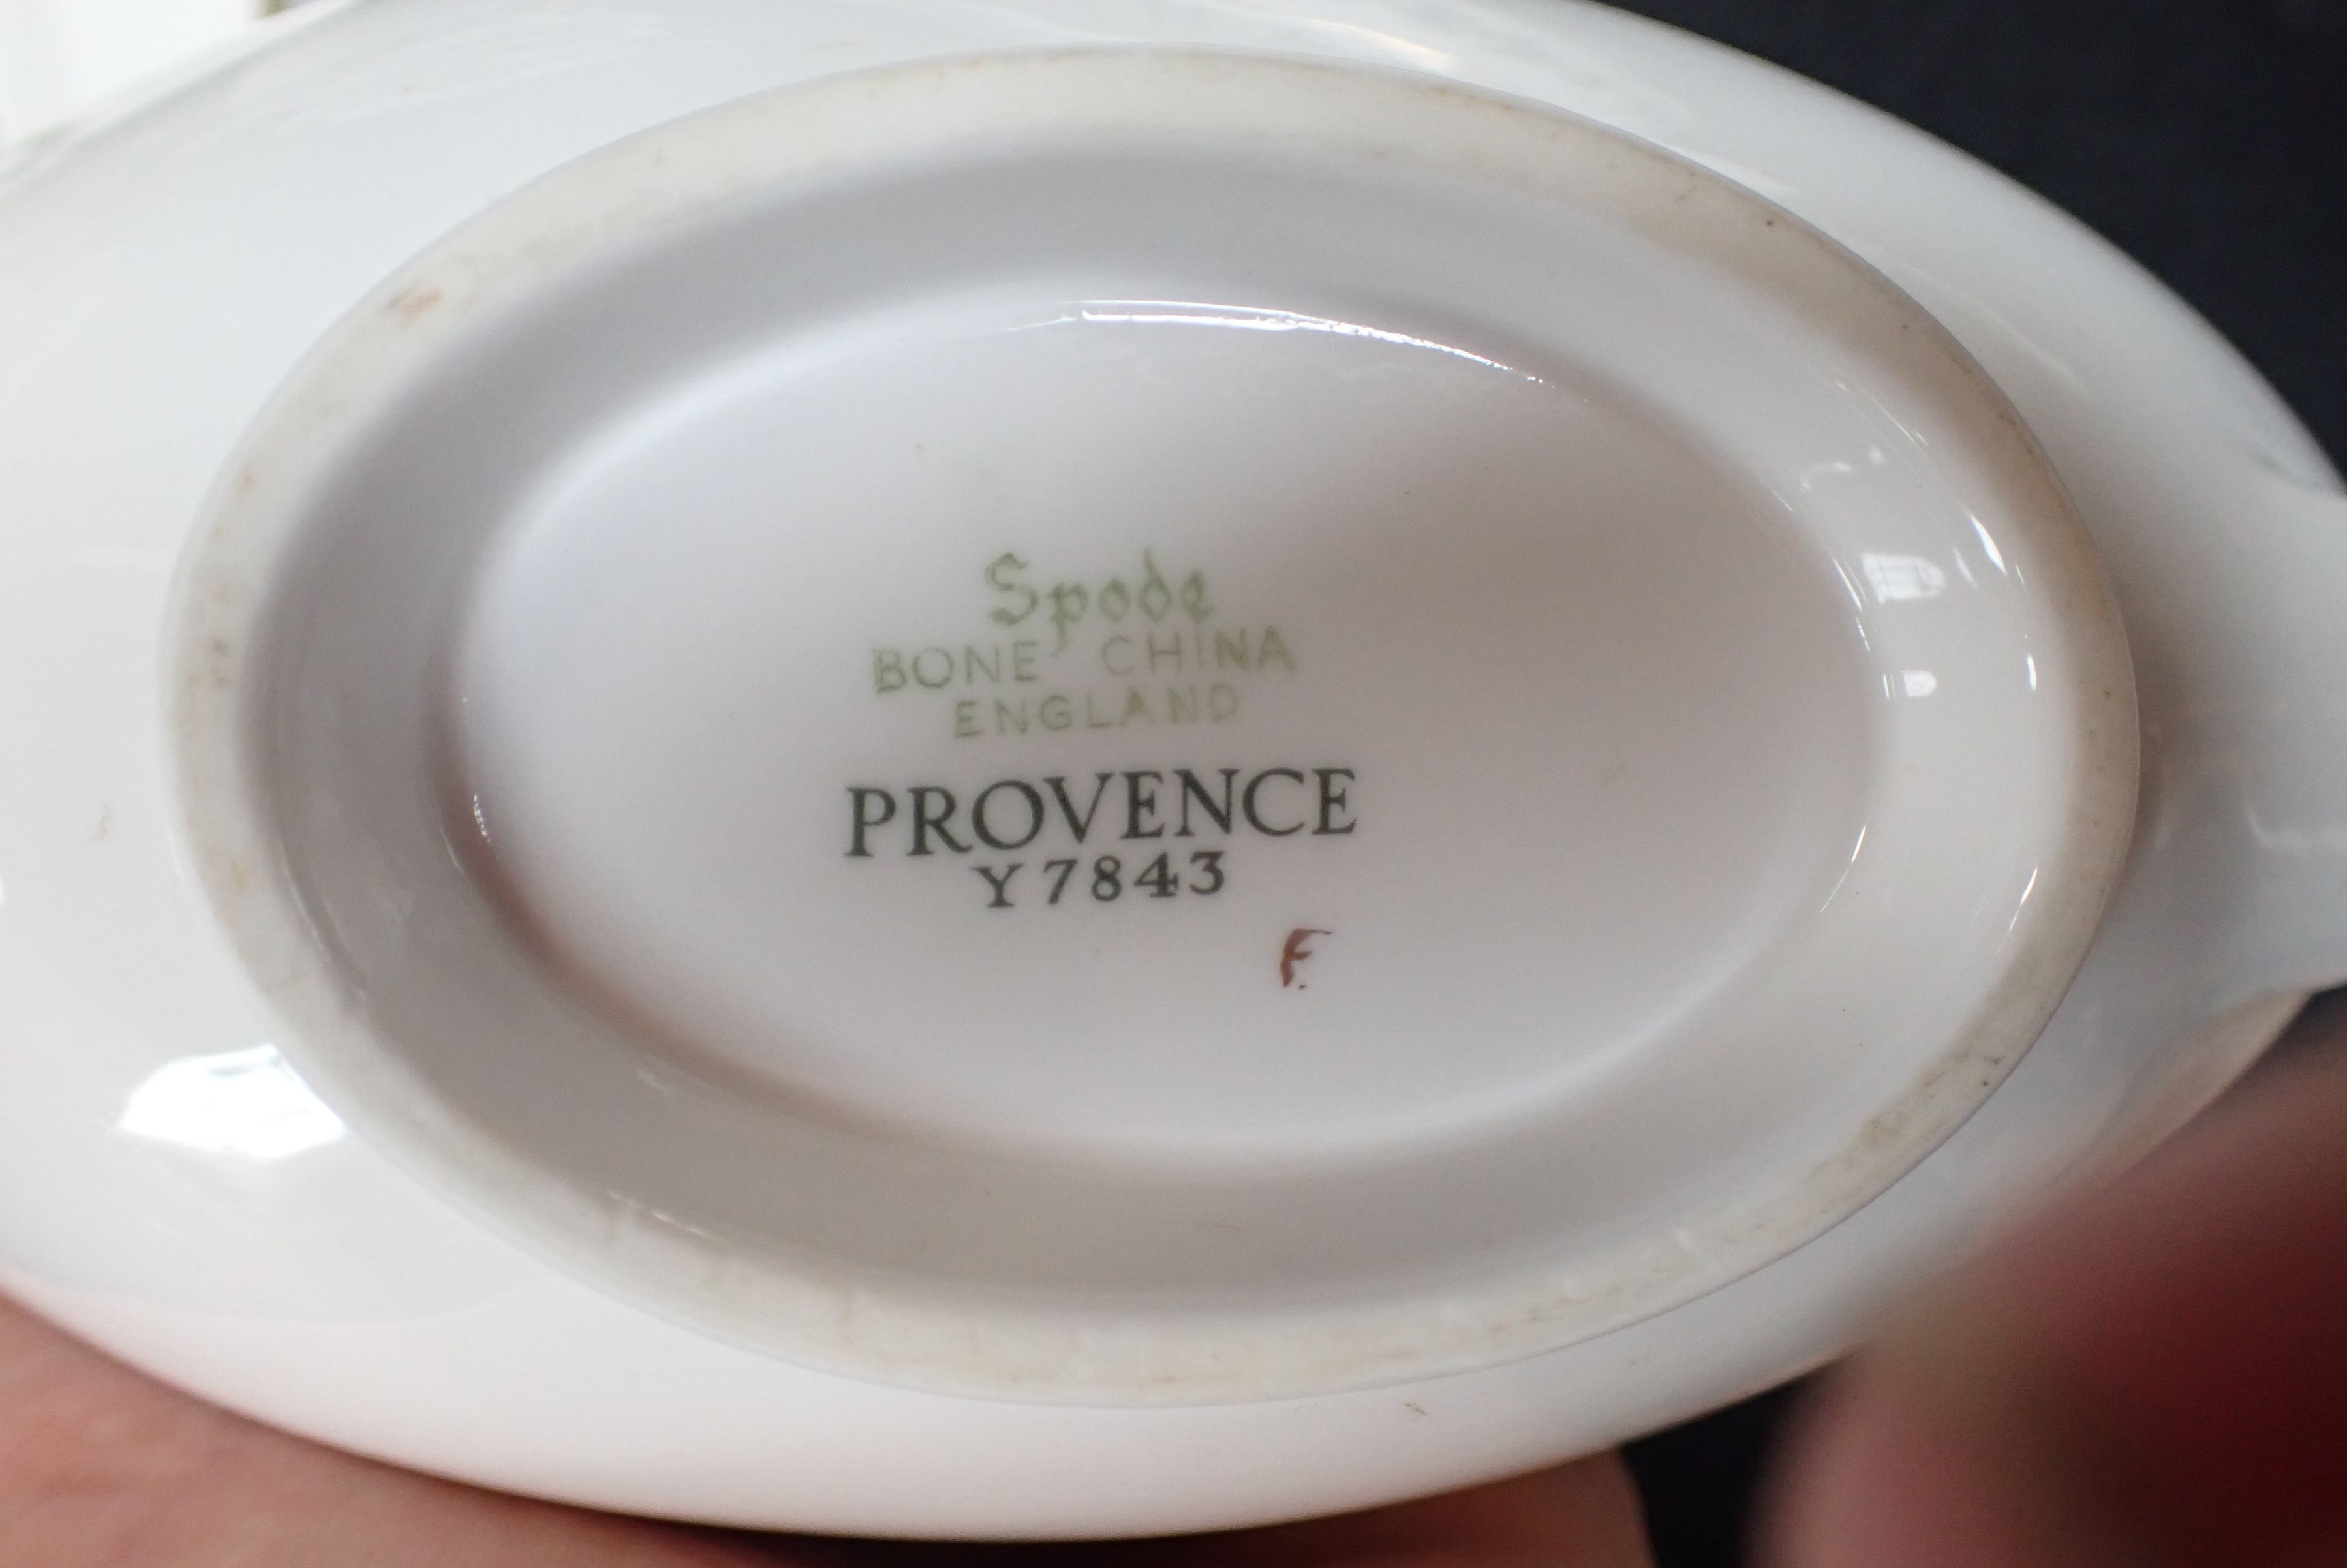 Spode
BONE CHINA
ENGLAND
PROVENCE
Y7843
F.